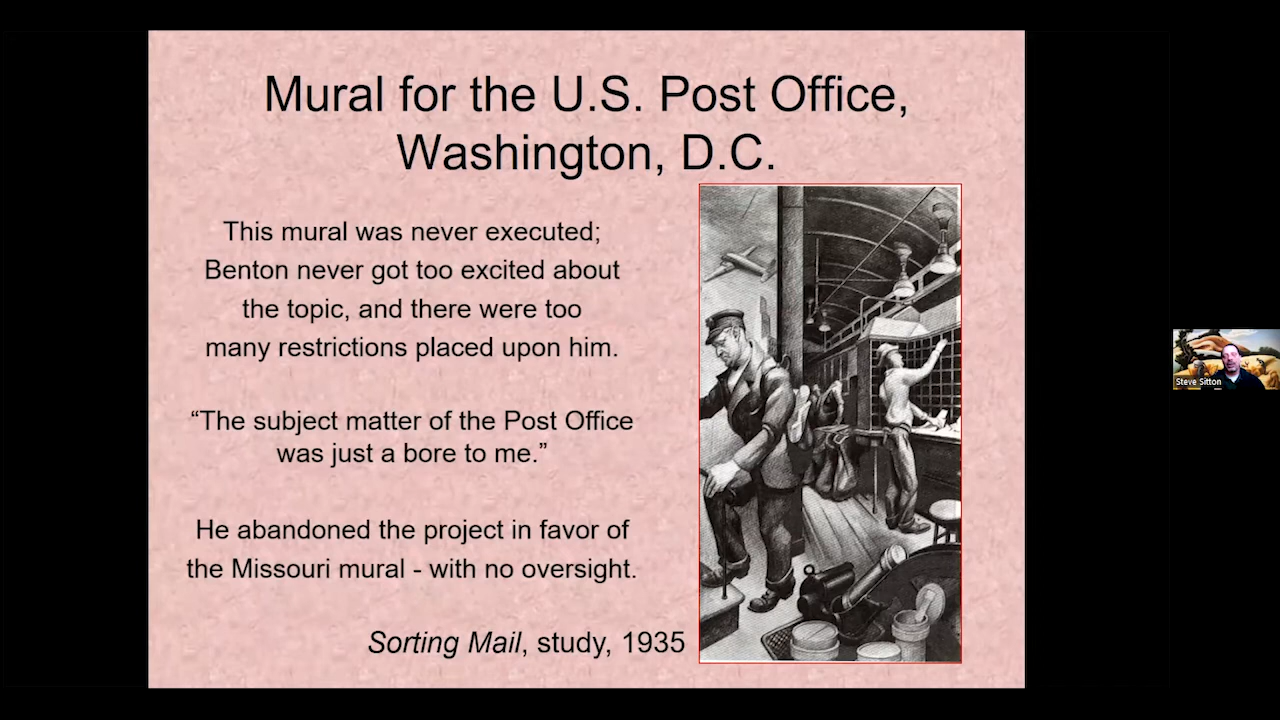 Mural for the U.S. Post Office,
Washington, D.C.
This mural was never executed;
Benton never got too excited about
the topic, and there were too
many restrictions placed upon him.
“The subject matter of the Post Office
was just a bore to me.”
He abandoned the project in favor of
the Missouri mural - with no oversight.
Sorting Mail, study, 1935
Steve Sitton